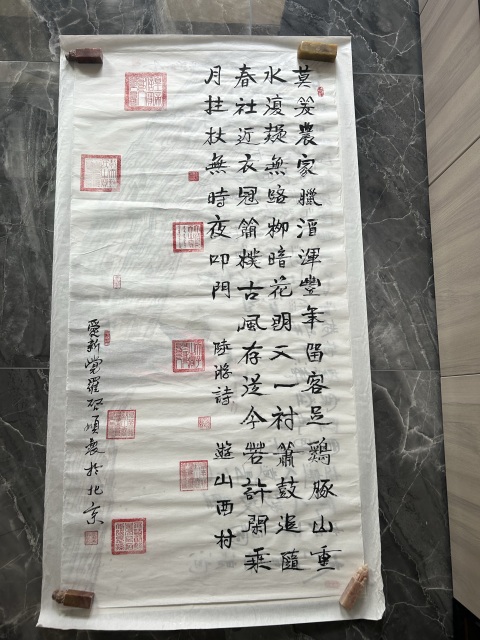 莫笑農家臘酒渾豐年留客足鷄豚山重
水復疑無路柳暗花明又一村簫鼓追隨
春社近衣冠簡樸古風存從今若許閑乘
月拄杖無時夜叩門 陸游詩 遊山西村
愛新覺羅啓於北京